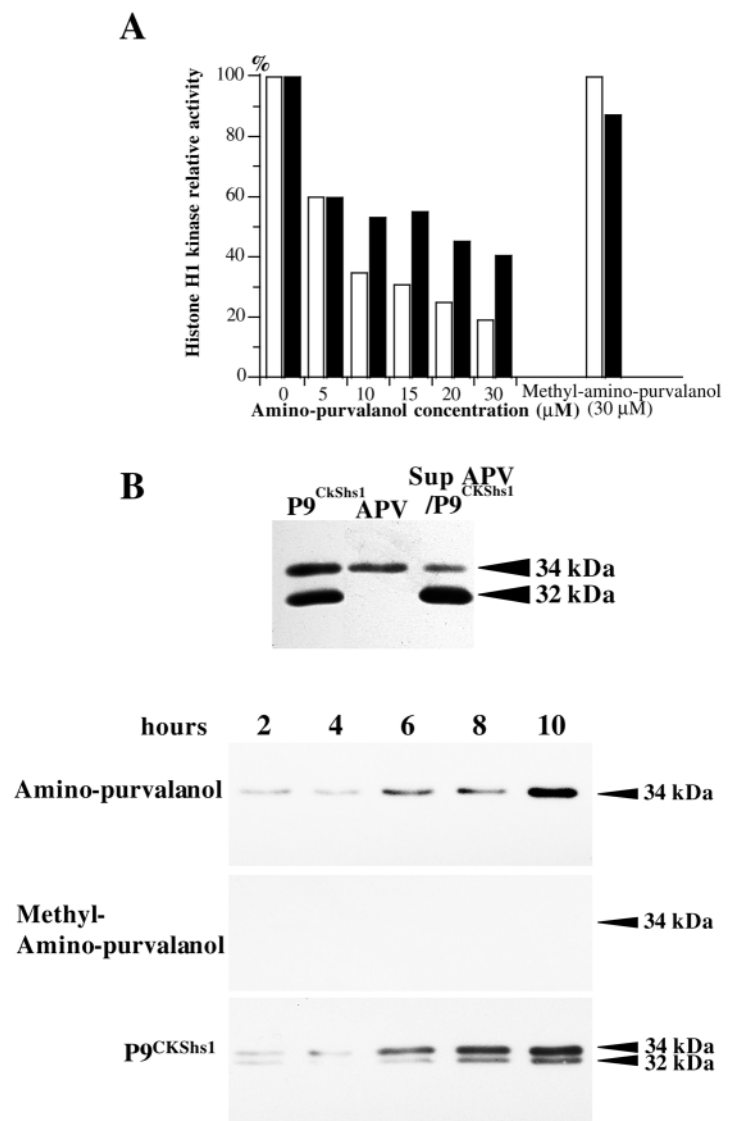 A
%
Histone H1 kinase relative activity
100
80
60
40
20
0
0 5 10 15 20 30
Methyl-amino-purvalanol
Amino-purvalanol concentration (µM) (30 µM)
B
P9CkShs1 APV Sup APV /P9CKShs1
34 kDa
32 kDa
hours 2 4 6 8 10
Amino-purvalanol 34 kDa
Methyl-
Amino-purvalanol
34 kDa
P9CKShs1
34 kDa
32 kDa